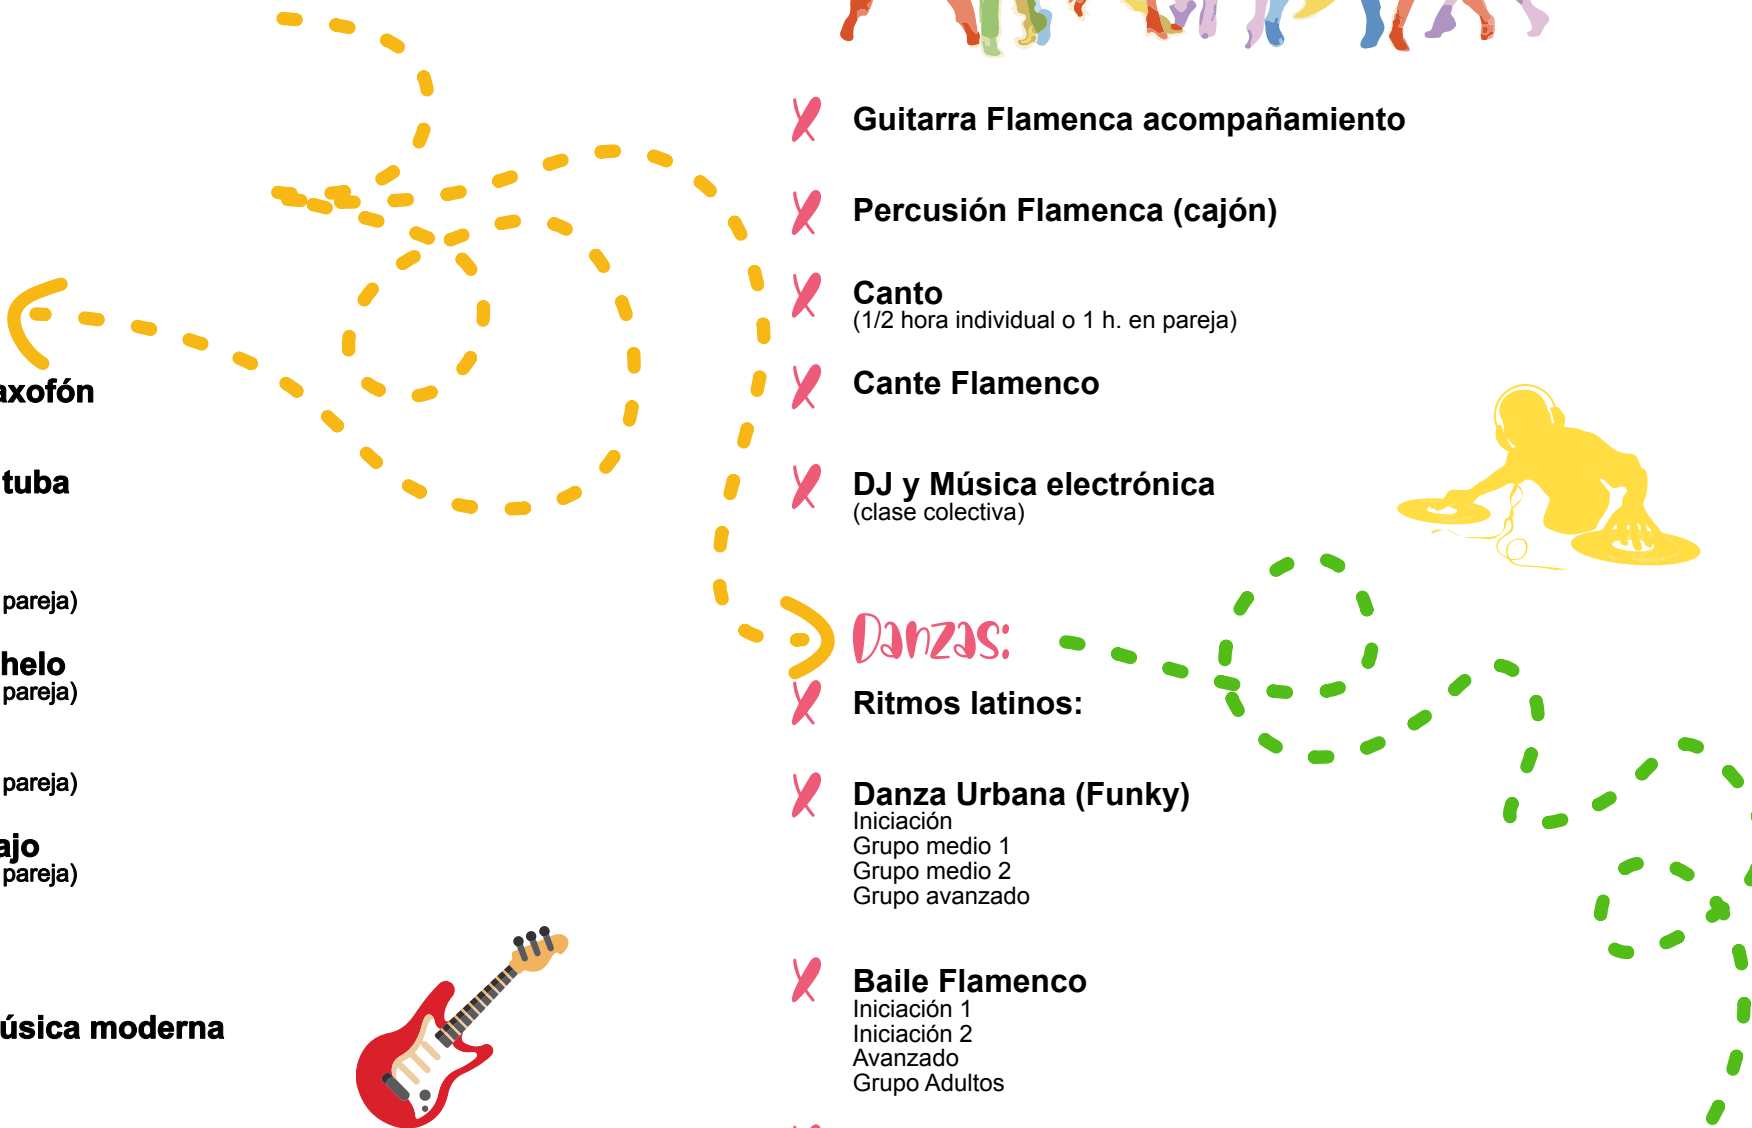 axofón
tuba
pareja)
helo
pareja)
pareja)
ajo
pareja)
úsica moderna
Guitarra Flamenca acompañamiento
Percusión Flamenca (cajón)
Canto
(1/2 hora individual o 1 h. en pareja)
Cante Flamenco
DJ y Música electrónica
(clase colectiva)
Danzas:
Ritmos latinos:
Danza Urbana (Funky)
Iniciación
Grupo medio 1
Grupo medio 2
Grupo avanzado
Baile Flamenco
Iniciación 1
Iniciación 2
Avanzado
Grupo Adultos